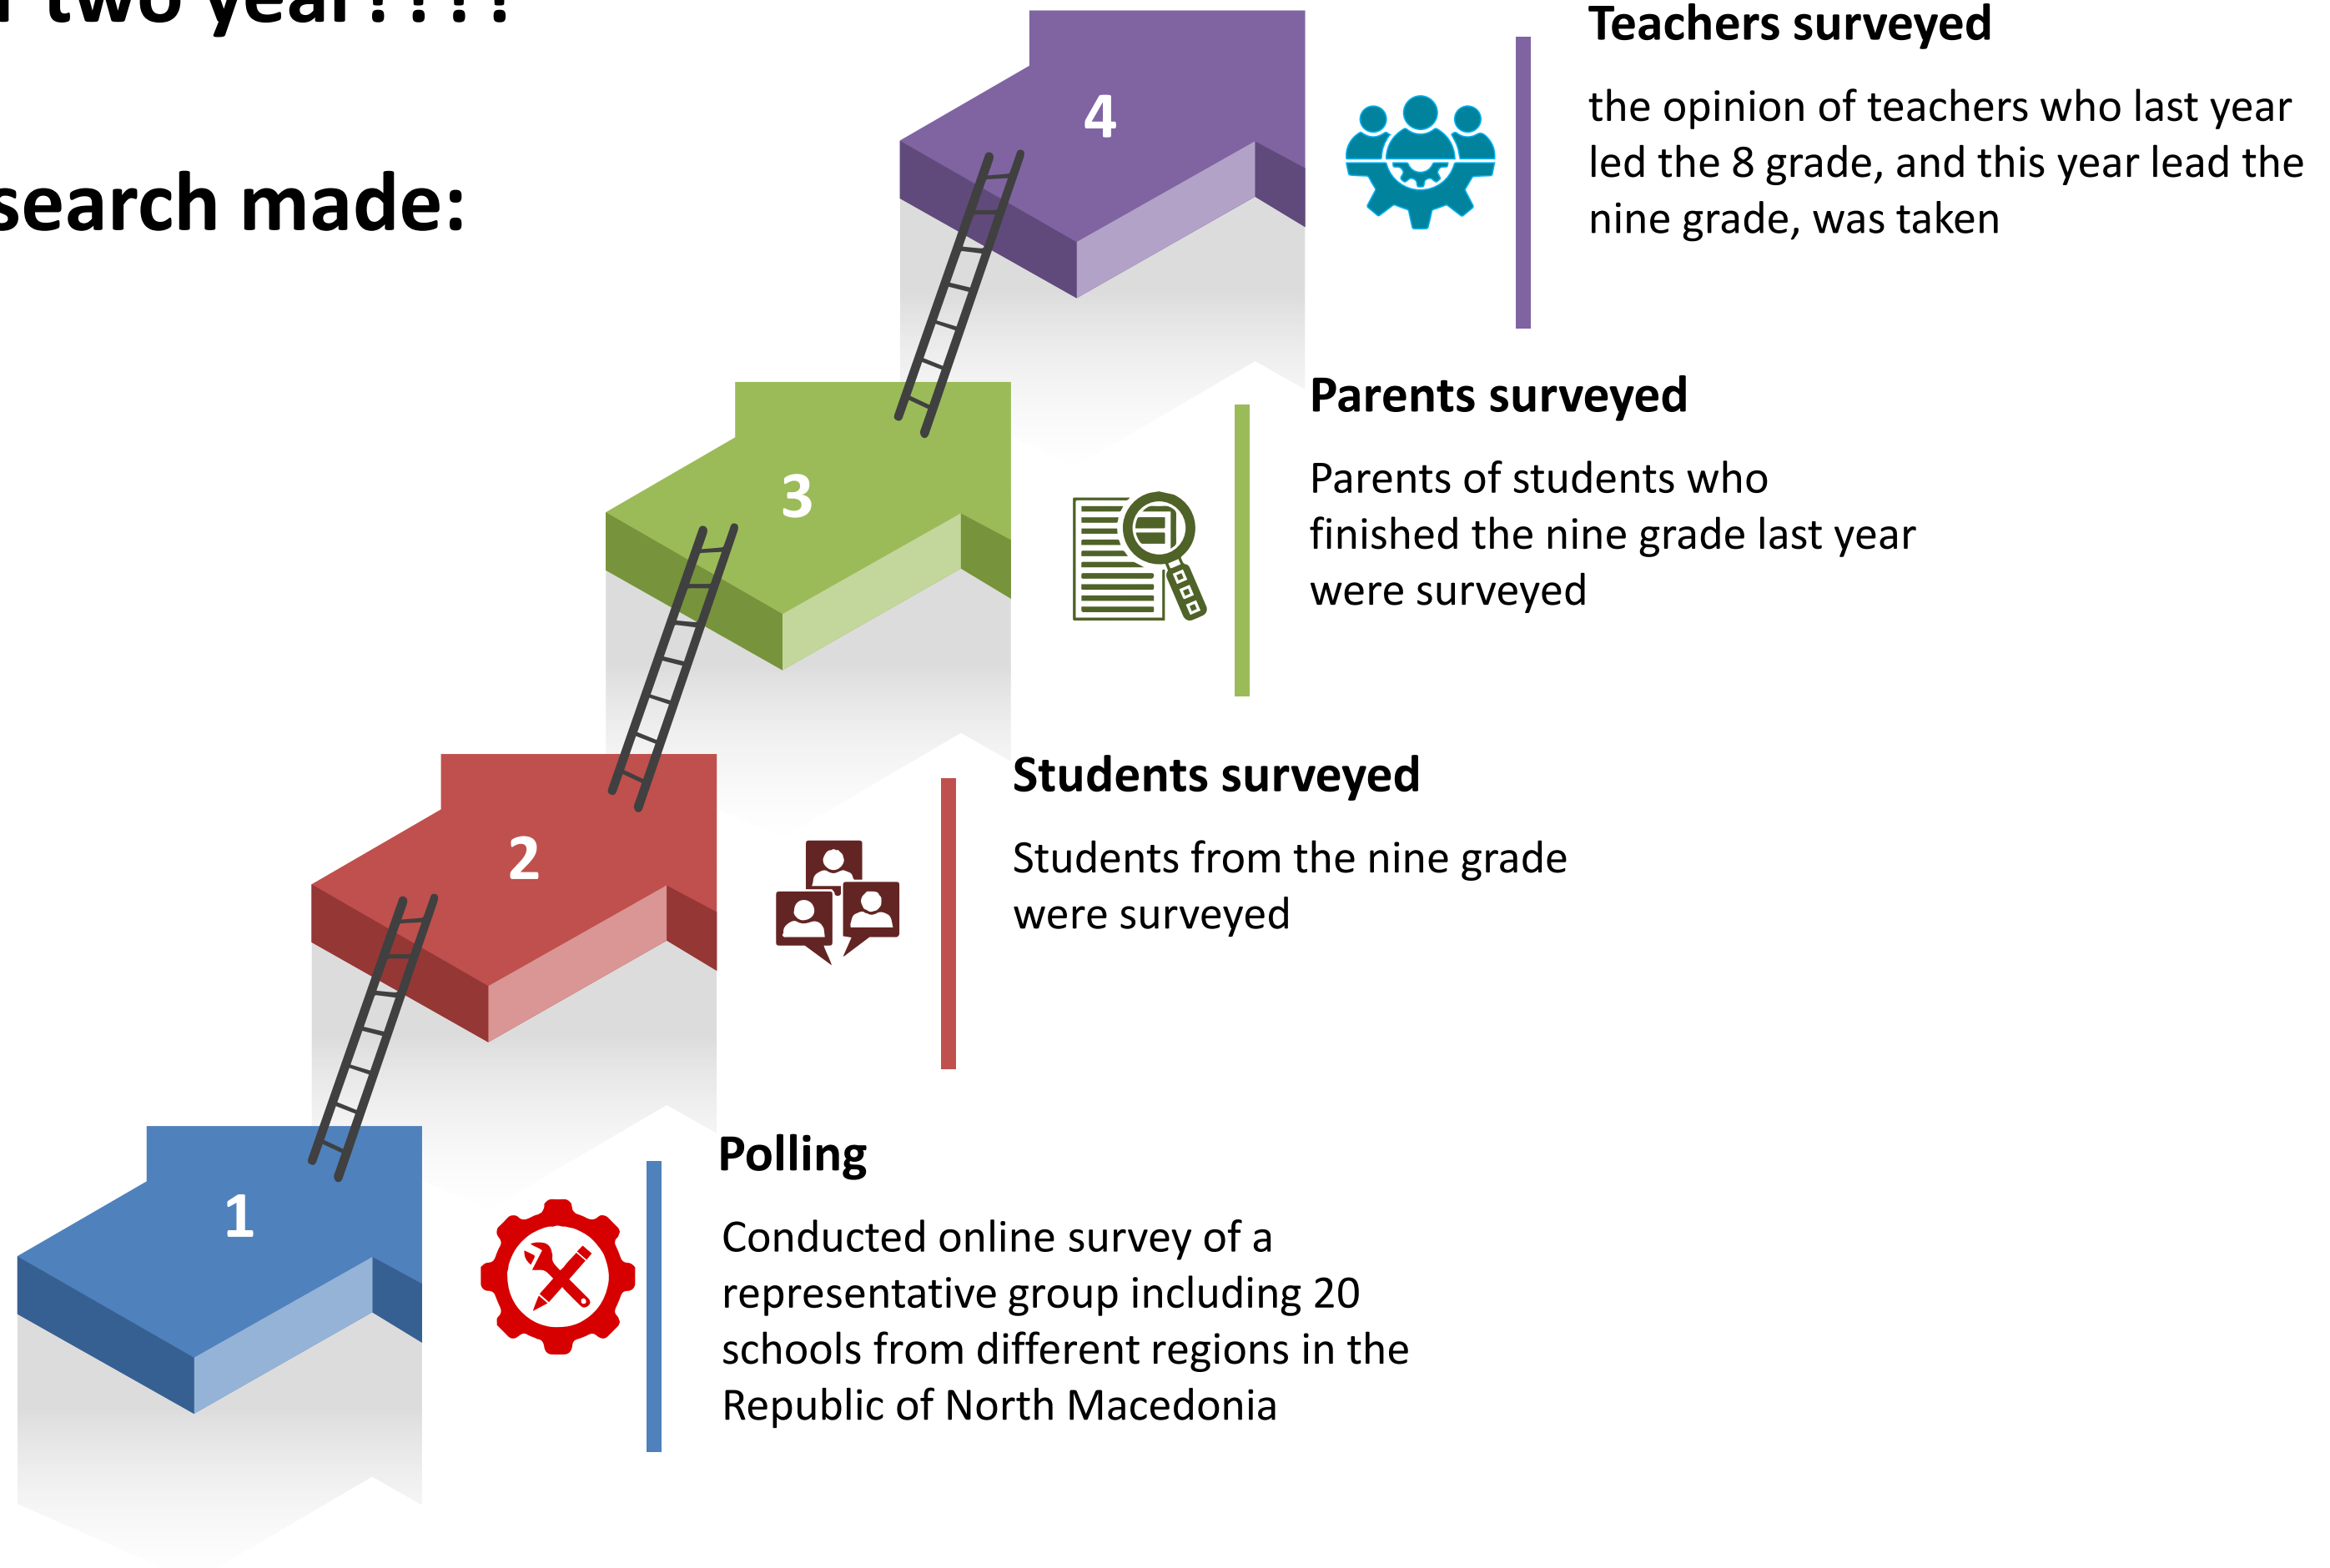 two year!!!!
search made:
4
Teachers surveyed
the opinion of teachers who last year
led the 8 grade, and this year lead the
nine grade, was taken
3
Parents surveyed
Parents of students who
finished the nine grade last year
were surveyed
2
Students surveyed
Students from the nine grade
were surveyed
1
Polling
Conducted online survey of a
representative group including 20
schools from different regions in the
Republic of North Macedonia